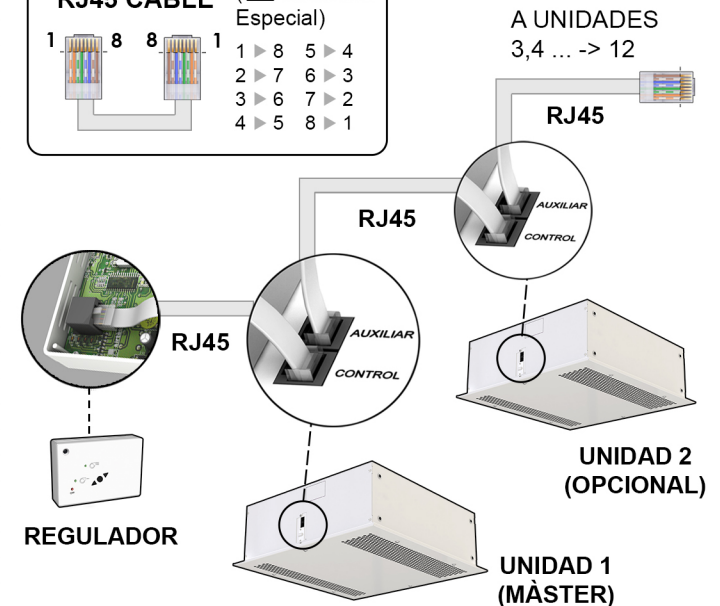 RJ45 CABLE
Especial)
1 8 8 1
1 ▶ 8 5 ▶ 4
2 ▶ 7 6 ▶ 3
3 ▶ 6 7 ▶ 2
4 ▶ 5 8 ▶ 1
A UNIDADES
3,4 ... -> 12
RJ45
AUXILIAR
CONTROL
RJ45
RJ45
AUXILIAR
CONTROL
REGULADOR
UNIDAD 2
(OPCIONAL)
UNIDAD 1
(MÀSTER)